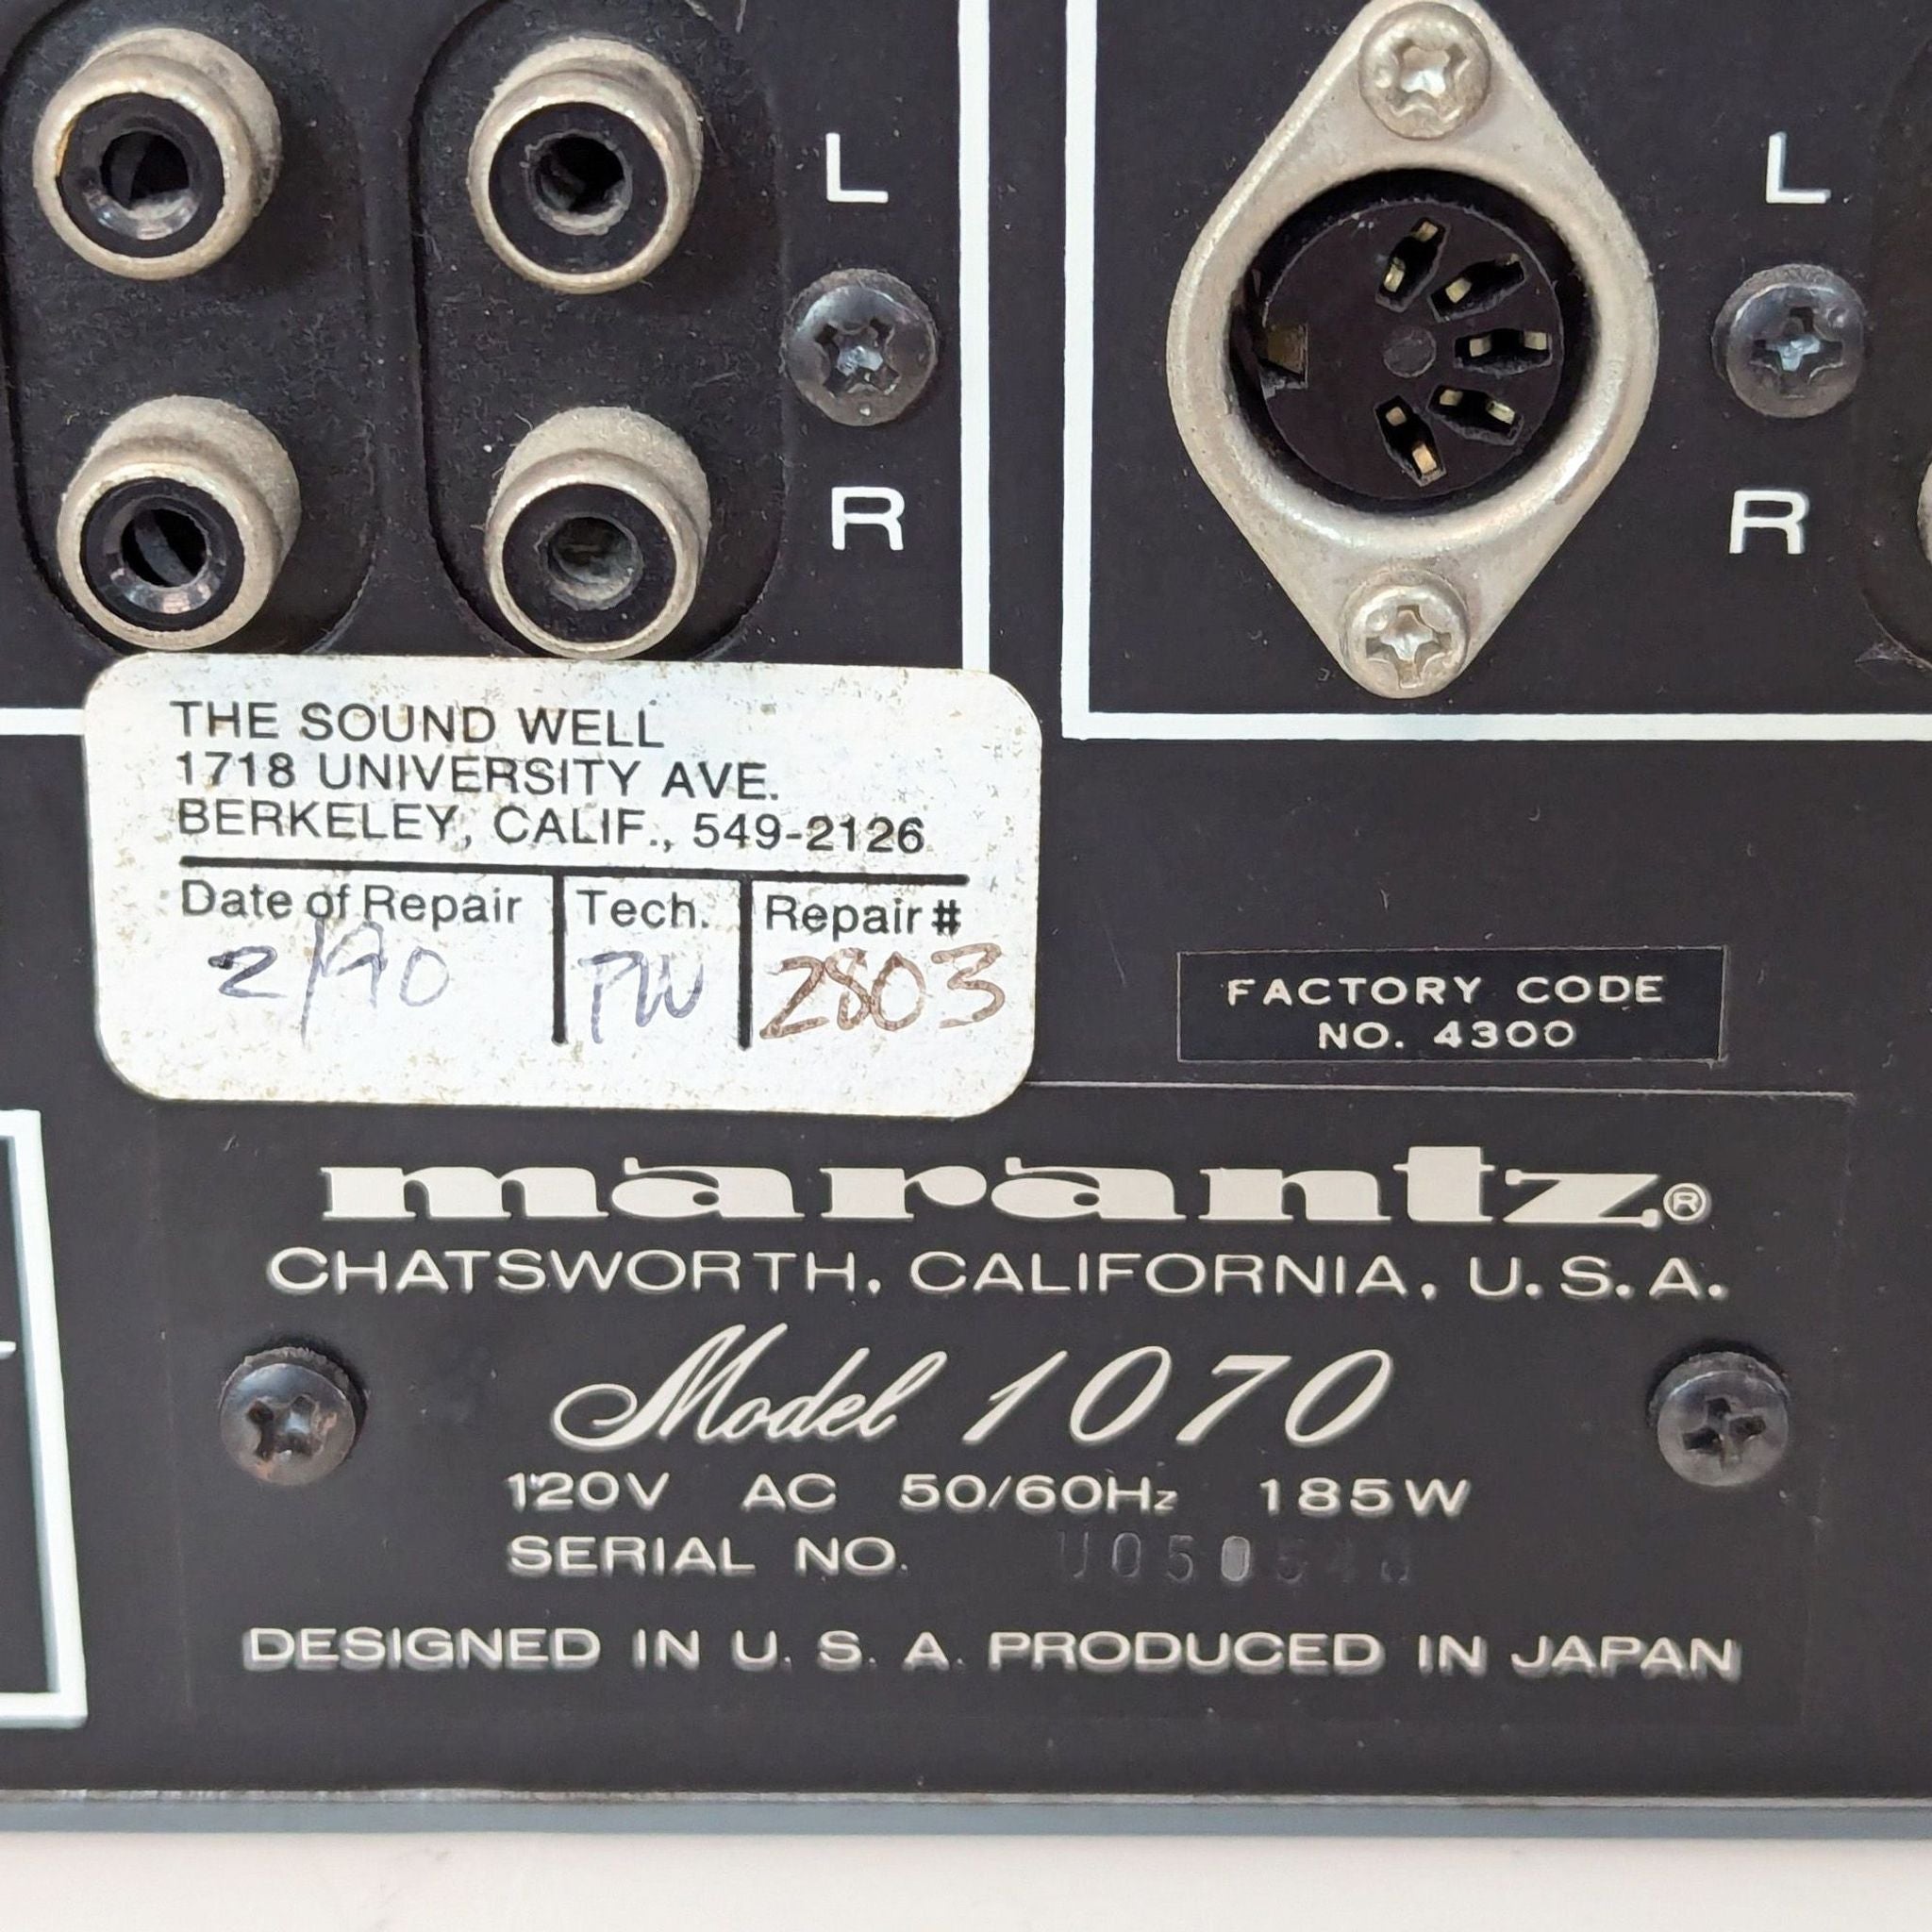 L
L
R
R
THE SOUND WELL
1718 UNIVERSITY AVE.
BERKELEY, CALIF., 549-2126
Date of Repair Tech. Repair #
2/90 PW 2803
FACTORY CODE
NO. 4300
marantz®
CHATSWORTH, CALIFORNIA, U.S.A.
Model 1070
120V AC 50/60Hz 185W
SERIAL NO.
DESIGNED IN U.S.A. PRODUCED IN JAPAN